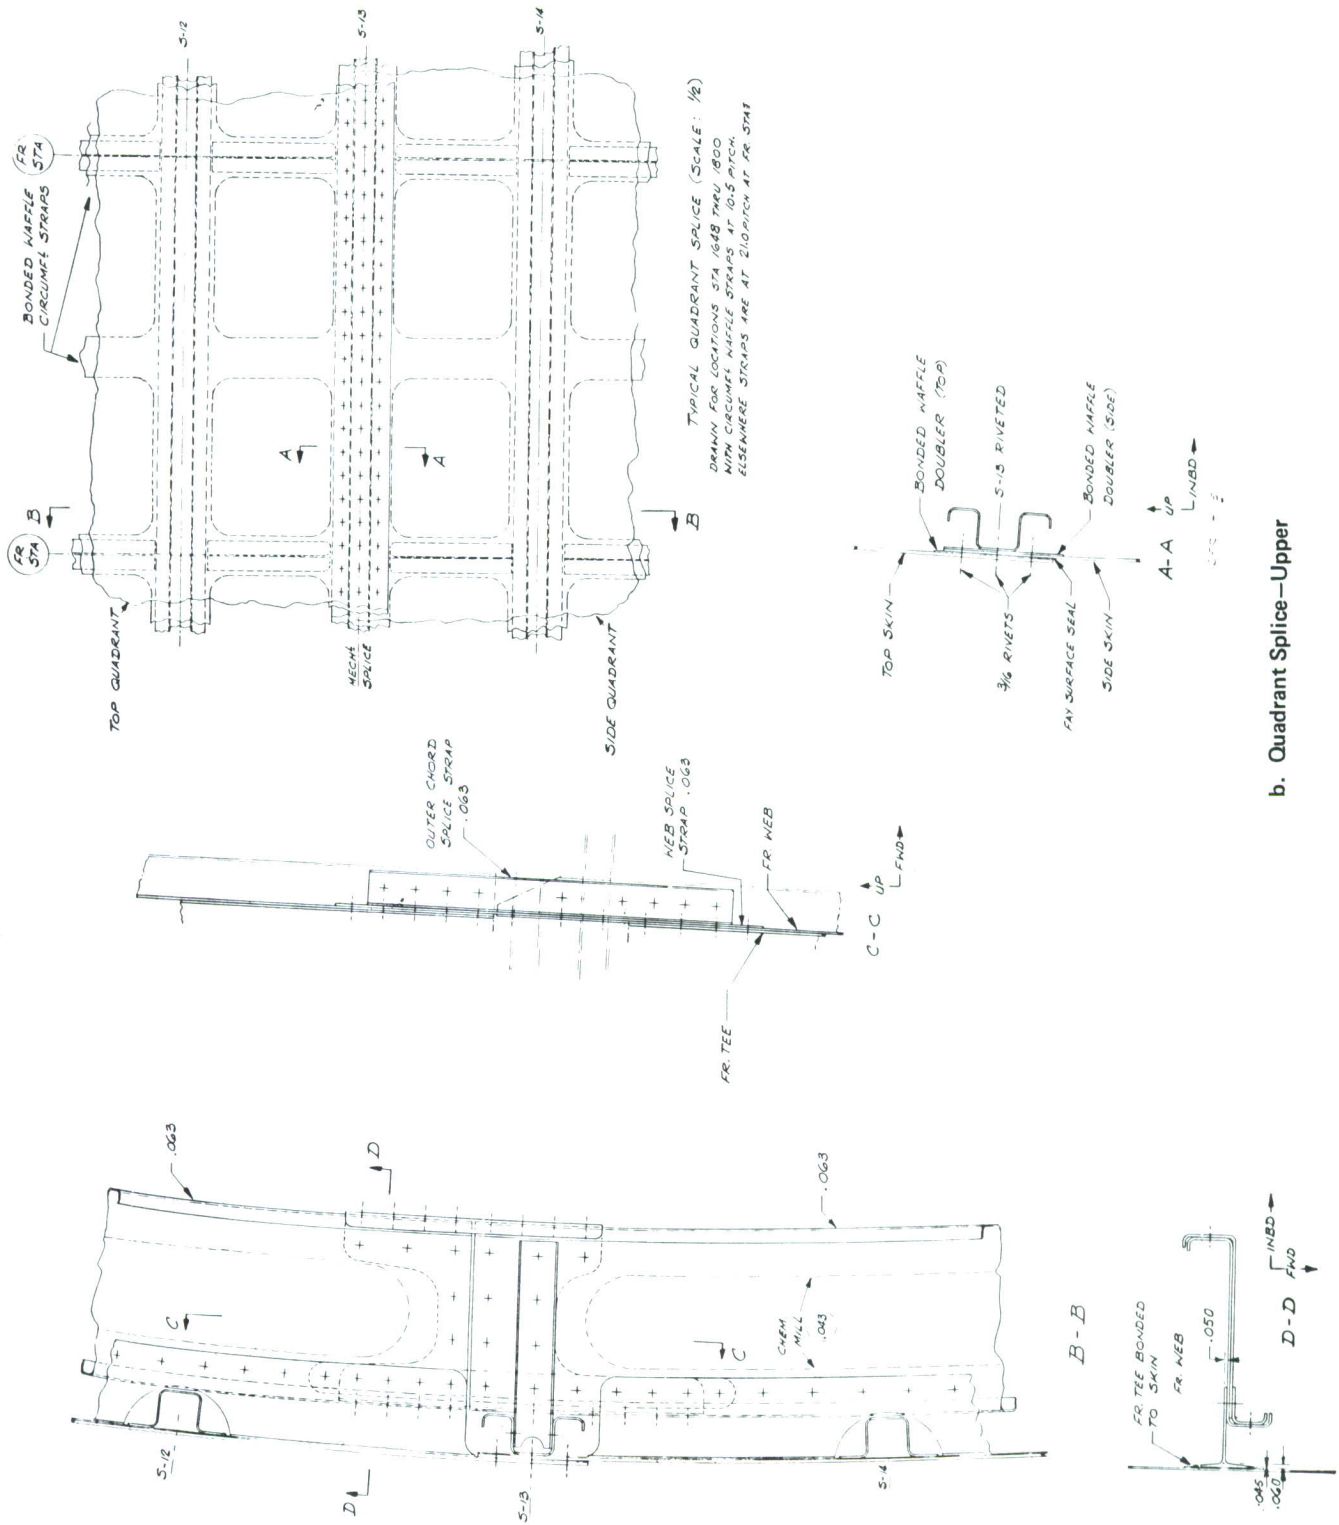 FR
STA
FR
STA
BONDED WAFFLE
CIRCUMF'L STRAPS
S-12
S-13
S-14
TOP QUADRANT
MECH'L
SPLICE
SIDE QUADRANT
A
A
B
B
TYPICAL QUADRANT SPLICE (SCALE: 1/2)
DRAWN FOR LOCATIONS STA 1648 THRU 1800
WITH CIRCUMF'L WAFFLE STRAPS AT 10.5 PITCH.
ELSEWHERE STRAPS ARE AT 21.0 PITCH AT FR. STA'S
OUTER CHORD
SPLICE STRAP
.063
WEB SPLICE
STRAP .063
FR. WEB
FR. TEE
C-C
UP
FWD
TOP SKIN
BONDED WAFFLE
DOUBLER (TOP)
S-13 RIVETED
3/16 RIVETS
FAY SURFACE SEAL
BONDED WAFFLE
DOUBLER (SIDE)
SIDE SKIN
A-A
UP
INBD
.063
D
D
C
C
S-12
S-13
S-14
CHEM
MILL
.043
.063
B-B
FR. TEE BONDED
TO SKIN
FR. WEB
.050
.045
.060
D-D
INBD
FWD
b. Quadrant Splice—Upper